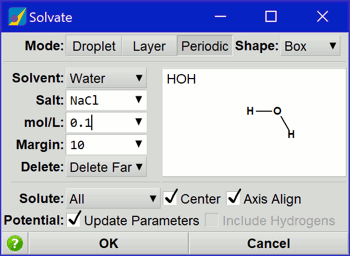 Solvate
Mode: Droplet Layer Periodic Shape: Box
Solvent: Water
Salt: NaCl
mol/L: 0.1
Margin: 10
Delete: Delete Far
HOH
H O
H
Solute: All Center Axis Align
Potential: Update Parameters Include Hydrogens
? OK Cancel